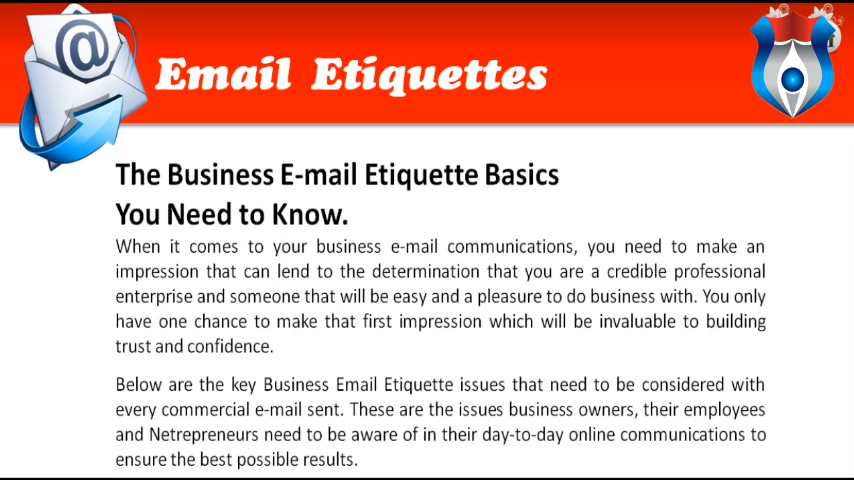 @
Email Etiquettes
The Business E-mail Etiquette Basics
You Need to Know.
When it comes to your business e-mail communications, you need to make an
impression that can lend to the determination that you are a credible professional
enterprise and someone that will be easy and a pleasure to do business with. You only
have one chance to make that first impression which will be invaluable to building
trust and confidence.
Below are the key Business Email Etiquette issues that need to be considered with
every commercial e-mail sent. These are the issues business owners, their employees
and Netrepreneurs need to be aware of in their day-to-day online communications to
ensure the best possible results.